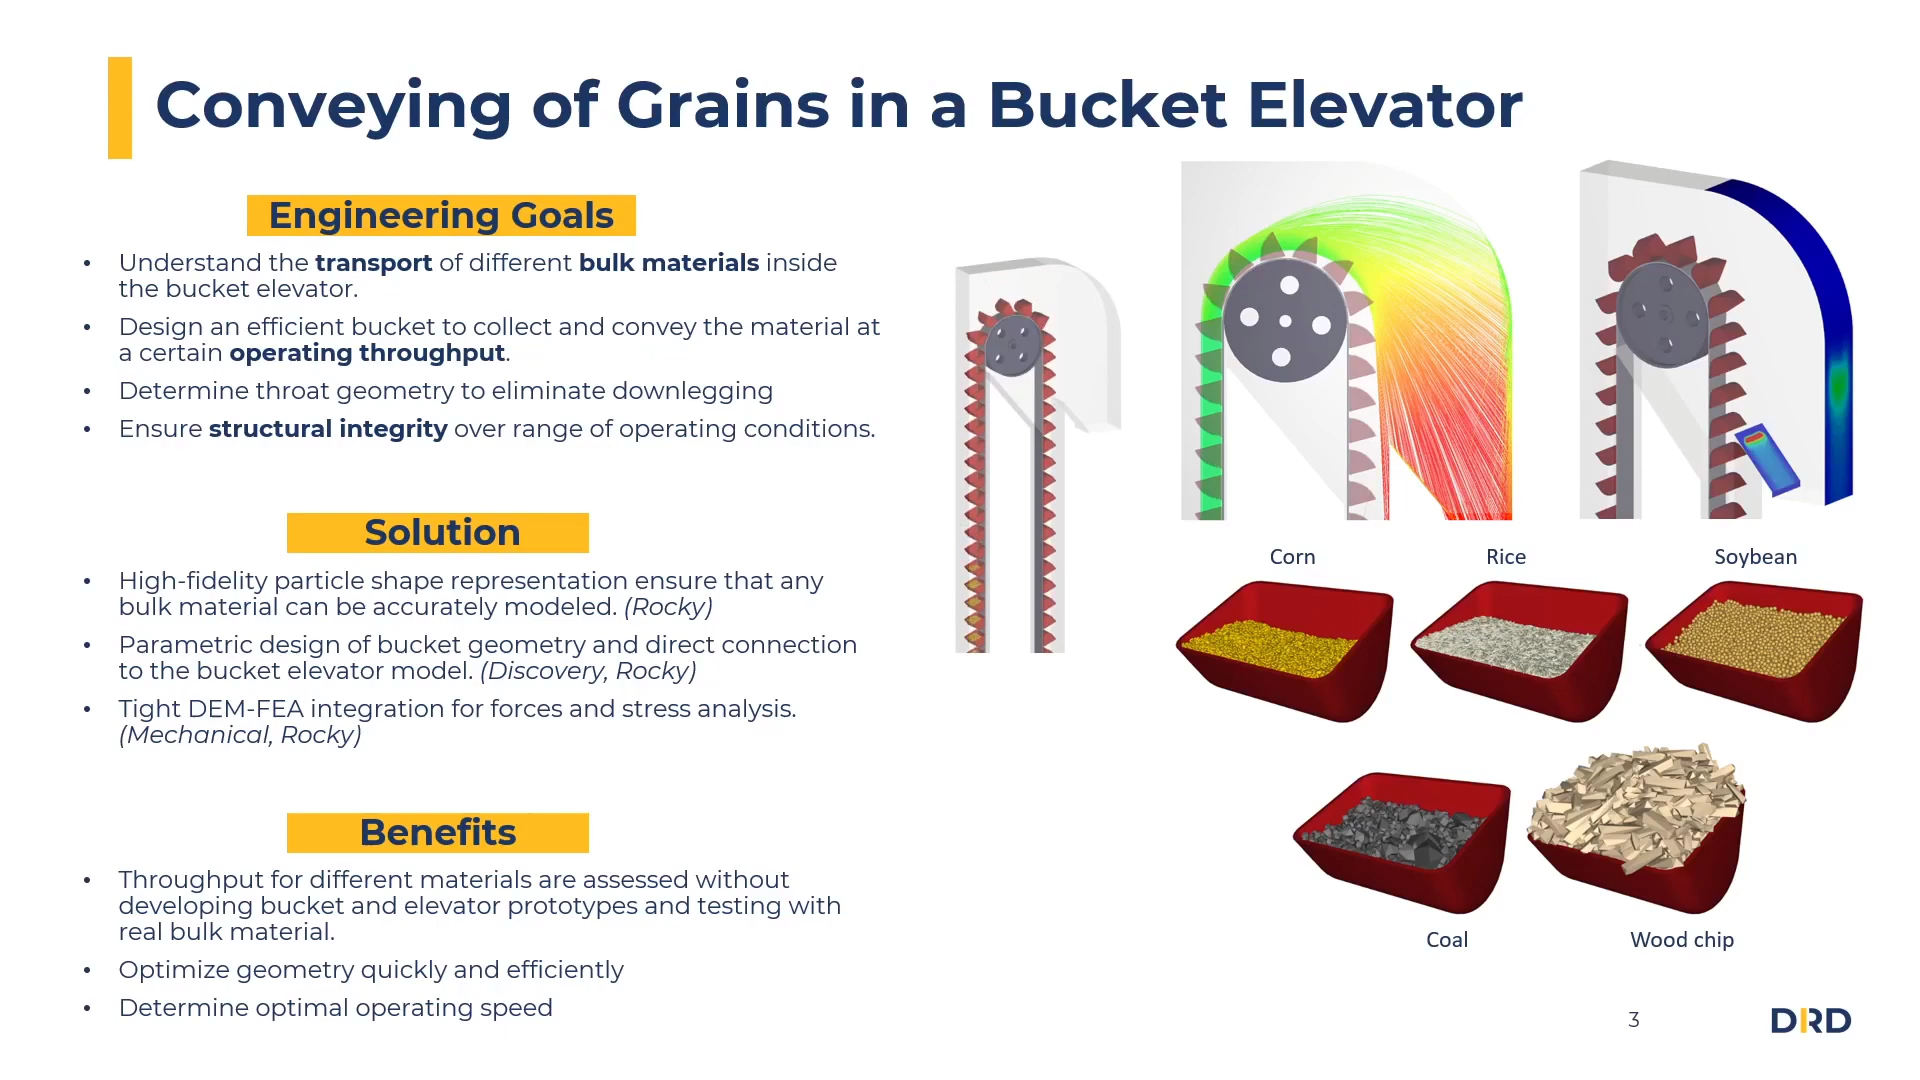 Conveying of Grains in a Bucket Elevator
Engineering Goals
• Understand the transport of different bulk materials inside
the bucket elevator.
• Design an efficient bucket to collect and convey the material at
a certain operating throughput.
• Determine throat geometry to eliminate downlegging
• Ensure structural integrity over range of operating conditions.
Solution
• High-fidelity particle shape representation ensure that any
bulk material can be accurately modeled. (Rocky)
• Parametric design of bucket geometry and direct connection
to the bucket elevator model. (Discovery, Rocky)
• Tight DEM-FEA integration for forces and stress analysis.
(Mechanical, Rocky)
Benefits
• Throughput for different materials are assessed without
developing bucket and elevator prototypes and testing with
real bulk material.
• Optimize geometry quickly and efficiently
• Determine optimal operating speed
Corn
Rice
Soybean
Coal
Wood chip
3
DRD